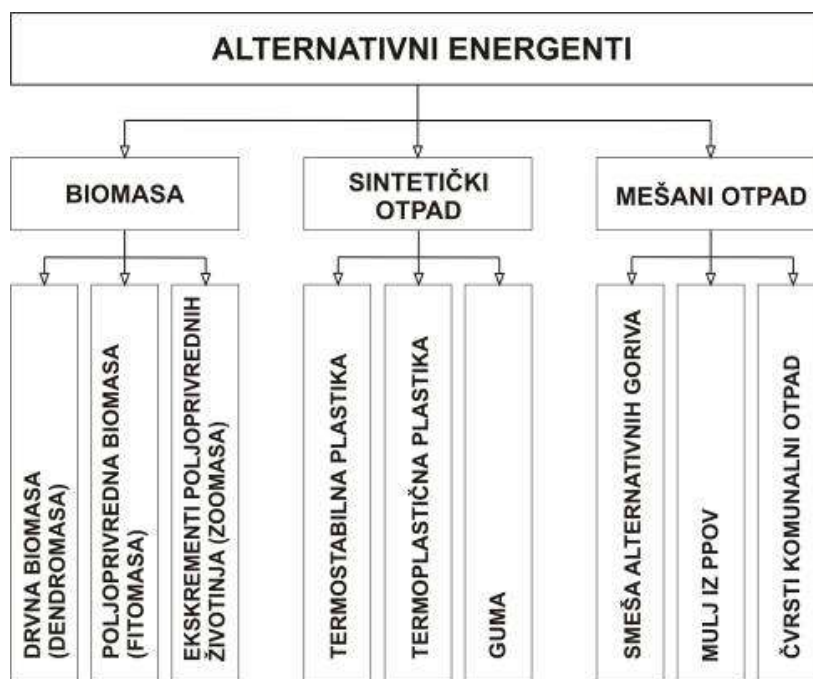 ALTERNATIVNI ENERGENTI
BIOMASA
SINTETIČKI
OTPAD
MEŠANI OTPAD
DRVNA BIOMASA
(DENDROMASA)
POLJOPRIVREDNA BIOMASA
(FITOMASA)
EKSKREMENTI POLJOPRIVREDNIH
ŽIVOTINJA (ZOOMASA)
TERMOSTABILNA PLASTIKA
TERMOPLASTIČNA PLASTIKA
GUMA
SMEŠA ALTERNATIVNIH GORIVA
MULJ IZ PPOV
ČVRSTI KOMUNALNI OTPAD